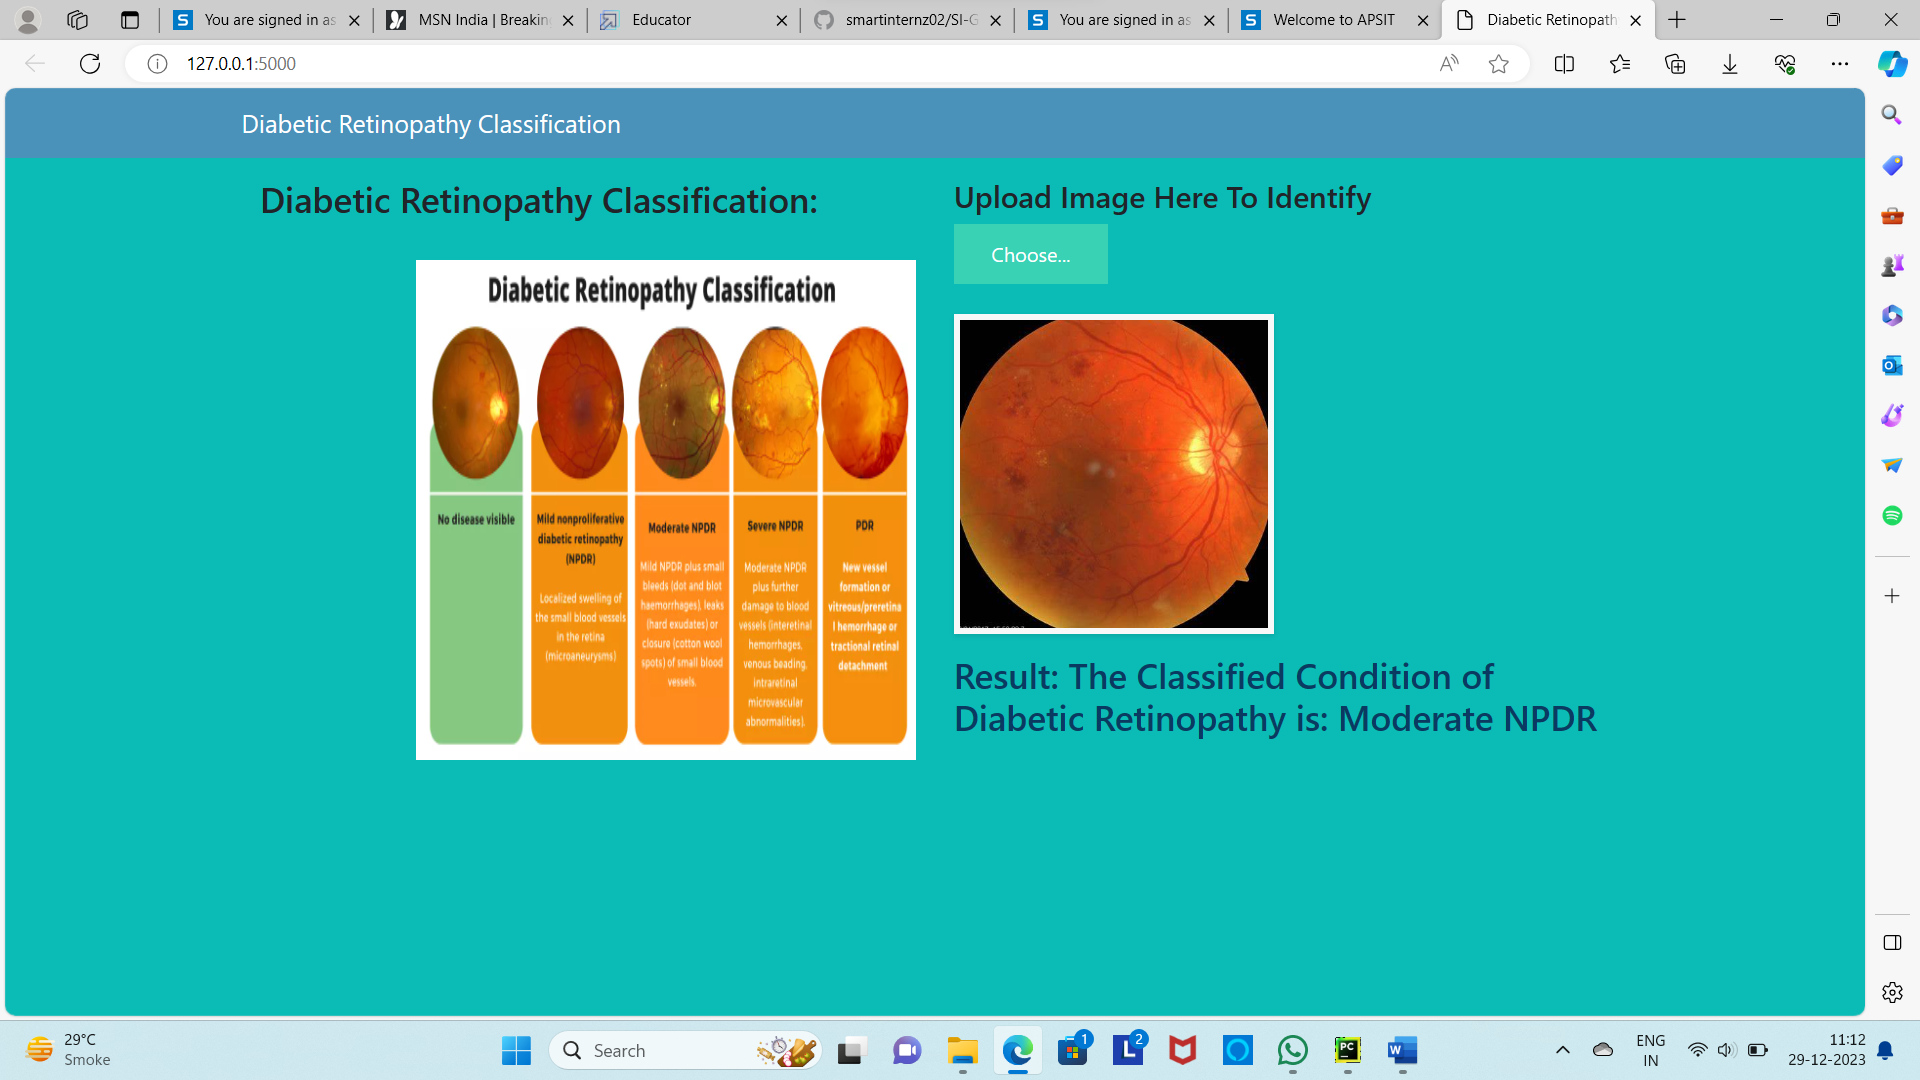 You are signed in as
MSN India | Breakin
Educator
smartinternz02/SI-G
You are signed in as
Welcome to APSIT
Diabetic Retinopath
127.0.0.1:5000
Diabetic Retinopathy Classification
Diabetic Retinopathy Classification:
Diabetic Retinopathy Classification
No disease visible
Mild nonproliferative
diabetic retinopathy
(NPDR)
Localized swelling of
the small blood vessels
in the retina
(microaneurysms)
Moderate NPDR
Mild NPDR plus small
bleeds (dot and blot
haemorrhages), leaks
(hard exudates) or
closure (cotton wool
spots) of small blood
vessels.
Severe NPDR
Moderate NPDR
plus further
damage to blood
vessels (interetinal
hemorrhages,
venous beading,
intraretinal
microvascular
abnormalities).
PDR
New vessel
formation or
vitreous/preretina
l hemorrhage or
tractional retinal
detachment
Upload Image Here To Identify
Choose...
Result: The Classified Condition of
Diabetic Retinopathy is: Moderate NPDR
29°C
Smoke
Search
1
2
PC
ENG
IN
11:12
29-12-2023